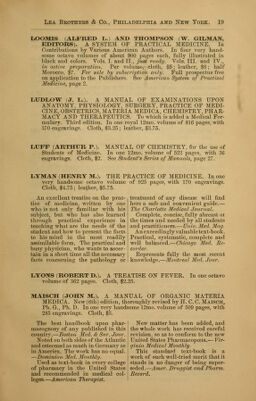 LEA BROTHERS & CO., PHILADELPHIA AND NEW YORK. 19
LOOMIS (ALFRED L.) AND THOMPSON (W. GILMAN,
EDITORS). A SYSTEM OF PRACTICAL MEDICINE. In
Contributions by Various American Authors. In four very hand-
some octavo volumes of about 900 pages each, fully illustrated in
black and colors. Vols. I and II., just ready. Vols. III. and IV.,
in active preparation. Per volume, cloth, $5; leather, $6; half
Morocco, $7. For sale by subscription only. Full prospectus free
on application to the Publishers. See American System of Practical
Medicine, page 2.
LUDLOW (J. L.). A MANUAL OF EXAMINATIONS UPON
ANATOMY, PHYSIOLOGY, SURGERY, PRACTICE OF MEDI-
CINE, OBSTETRICS, MATERIA MEDICA, CHEMISTRY, PHAR-
MACY AND THERAPEUTICS. To which is added a Medical For-
mulary. Third edition. In one royal 12mo. volume of 816 pages, with
370 engravings. Cloth, $3.25; leather, $3.75.
LUFF (ARTHUR P.). MANUAL OF CHEMISTRY, for the use of
Students of Medicine. In one 12mo. volume of 522 pages, with 36
engravings. Cloth, $2. See Student's Series of Manuals, page 27.
LYMAN (HENRY M.). THE PRACTICE OF MEDICINE. In one
very handsome octavo volume of 925 pages, with 170 engravings.
Cloth, $4.75; leather, $5.75.
An excellent treatise on the prac-
tice of medicine, written by one
who is not only familiar with his
subject, but who has also learned
through practical experience in
teaching what are the needs of the
student and how to present the facts
to his mind in the most readily
assimilable form. The practical and
busy physician, who wants to ascer-
tain in a short time all the necessary
facts concerning the pathology or
treatment of any disease will find
here a safe and convenient guide.—
The Charlotte Medical Journal.
Complete, concise, fully abreast of
the times and needed by all students
and practitioners.—Univ. Med. Mag.
An exceedingly valuable text-book.
Practical, systematic, complete and
well balanced.—Chicago Med. Re-
corder.
Represents fully the most recent
knowledge.—Montreal Med. Jour.
LYONS (ROBERT D.). A TREATISE ON FEVER. In one octavo
volume of 362 pages. Cloth, $2.25.
MAISCH (JOHN M.). A MANUAL OF ORGANIC MATERIA
MEDICA. New (6th) edition, thoroughly revised by H. C. C. MAISCH,
Ph. G., Ph. D. In one very handsome 12mo. volume of 509 pages, with
285 engravings. Cloth, $3.
The best handbook upon phar-
macognosy of any published in this
country.—Boston Med. & Sur. Jour.
Noted on both sides of the Atlantic
and esteemed as much in Germany as
in America. The work has no equal.
—Dominion Med. Monthly.
Used as text-book in every college
of pharmacy in the United States
and recommended in medical col-
leges.—American Therapist.
New matter has been added, and
the whole work has received careful
revision, so as to conform to the new
United States Pharmacopœia.—Vir-
ginia Medical Monthly.
This standard text-book is a
work of such well-tried merit that it
stands in no danger of being super-
seded.—Amer. Druggist and Pharm.
Record.